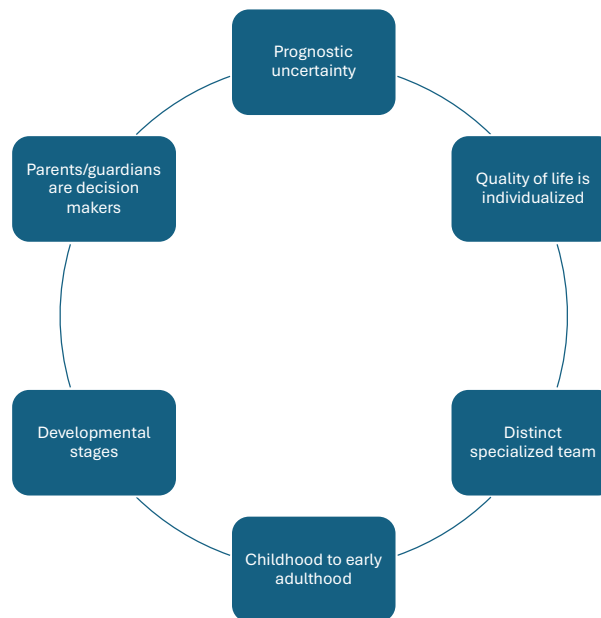 Prognostic
uncertainty
Quality of life is
individualized
Distinct
specialized team
Childhood to early
adulthood
Developmental
stages
Parents/guardians
are decision
makers